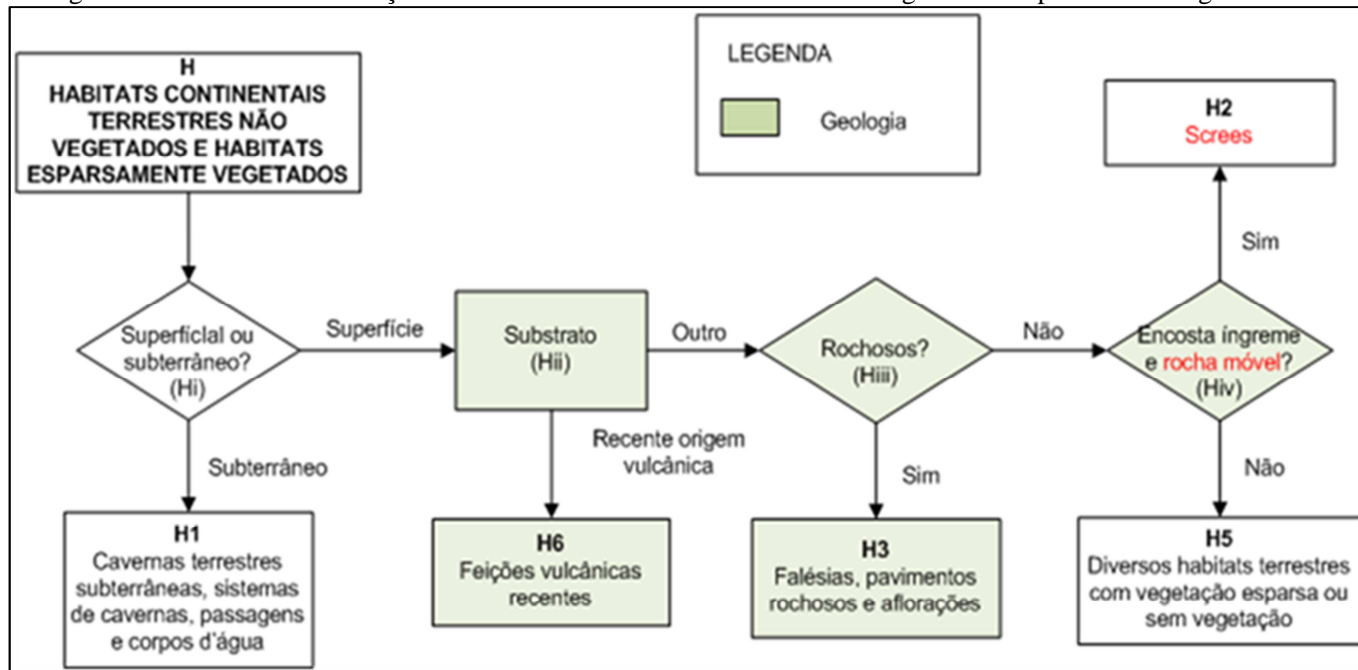 H
HABITATS CONTINENTAIS
TERRESTRES NÃO
VEGETADOS E HABITATS
ESPARSAMENTE VEGETADOS
LEGENDA
Geologia
H2
Screes
Sim
Superficlal ou
subterrâneo?
(Hi)
Superfície
Substrato
(Hii)
Outro
Rochosos?
(Hiii)
Não
Encosta íngreme
e rocha móvel?
(Hiv)
Subterrâneo
Recente origem
vulcânica
Sim
Não
H1
Cavernas terrestres
subterrâneas, sistemas
de cavernas, passagens
e corpos d'água
H6
Feições vulcânicas
recentes
H3
Falésias, pavimentos
rochosos e aflorações
H5
Diversos habitats terrestres
com vegetação esparsa ou
sem vegetação